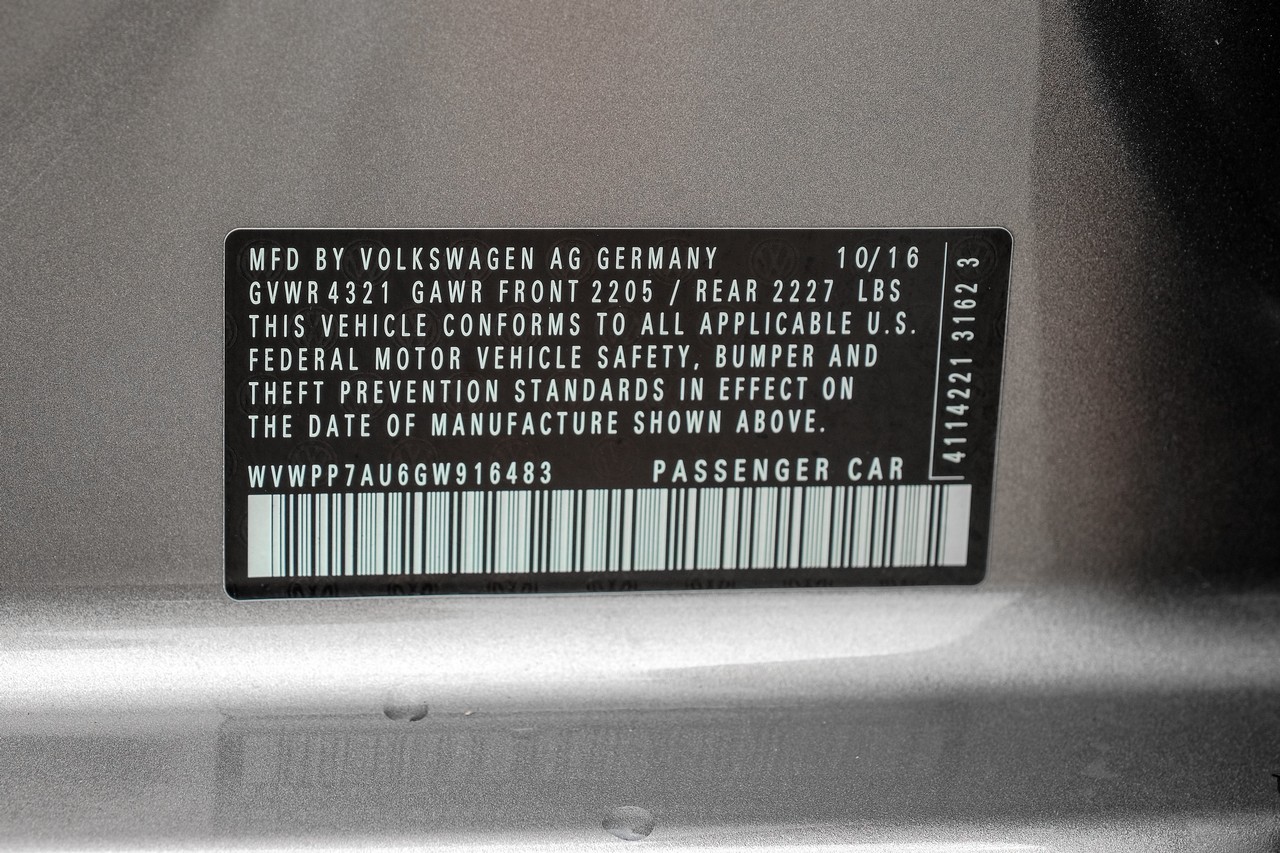 MFD BY VOLKSWAGEN AG GERMANY 10/16
GVWR 4321 GAWR FRONT 2205 / REAR 2227 LBS
THIS VEHICLE CONFORMS TO ALL APPLICABLE U.S.
FEDERAL MOTOR VEHICLE SAFETY, BUMPER AND
THEFT PREVENTION STANDARDS IN EFFECT ON
THE DATE OF MANUFACTURE SHOWN ABOVE.
WVWPP7AU6GW916483 PASSENGER CAR
4114221 3162 3